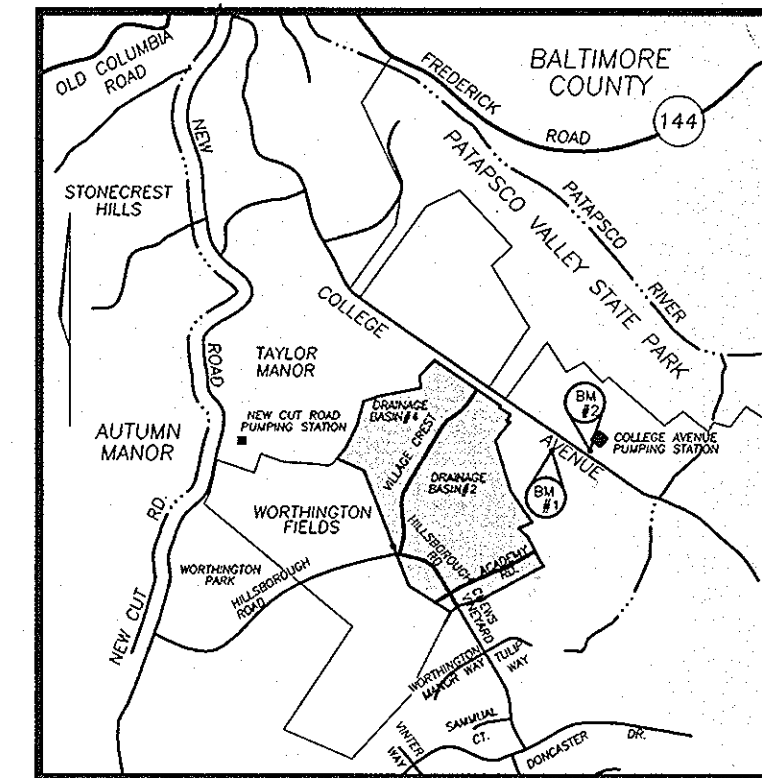 OLD COLUMBIA
ROAD
NEW
FREDERICK
ROAD
BALTIMORE
COUNTY
144
PATAPSCO
RIVER
PATAPSCO VALLEY STATE PARK
STONECREST
HILLS
COLLEGE
AVENUE
ROAD
TAYLOR
MANOR
NEW CUT ROAD
PUMPING STATION
AUTUMN
MANOR
DRAINAGE
BASIN#4
VILLAGE CREST
DRAINAGE
BASIN#2
BM
#2
COLLEGE AVENUE
PUMPING STATION
BM
#1
WORTHINGTON
FIELDS
NEW CUT
RD.
WORTHINGTON
PARK
HILLSBOROUGH
ROAD
HILLSBOROUGH
RD
ACADEMY
RD.
VINEYARD
WORTHINGTON
MANOR WAY
TULIP
WAY
SAMMUAL
CT.
VINTER
WAY
DONCASTER
DR.